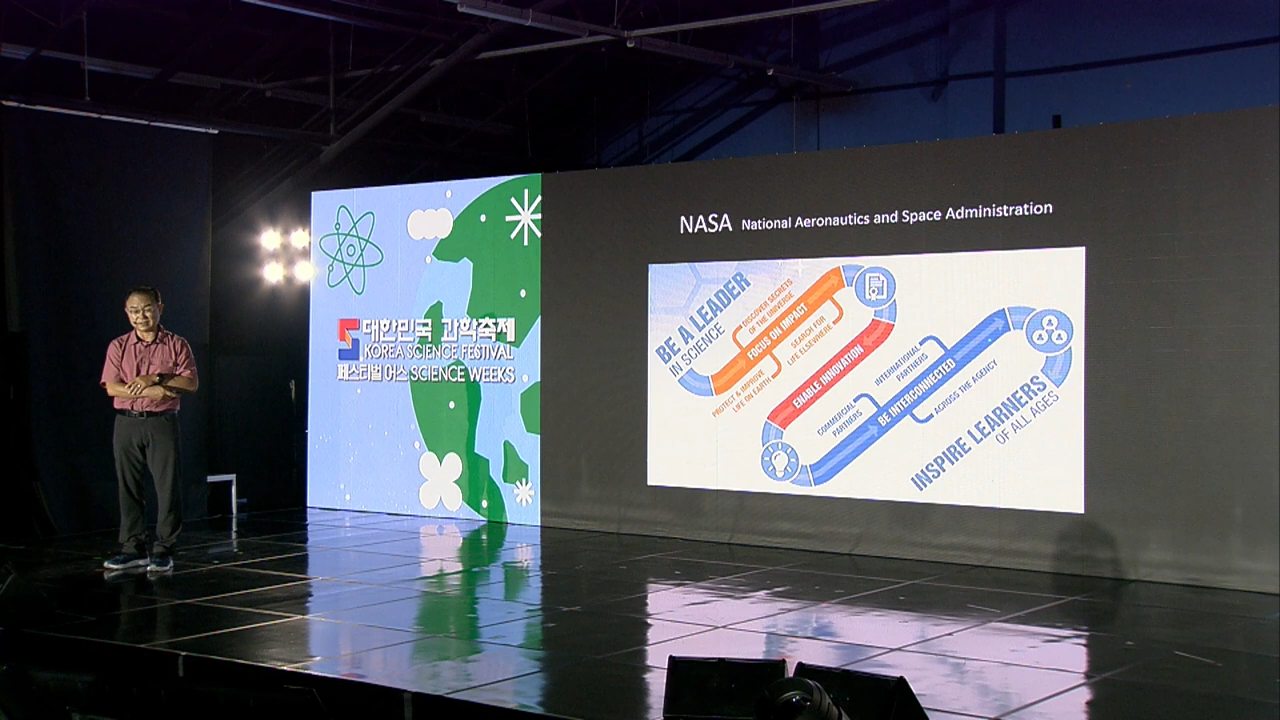 대한민국 과학축제
KOREA SCIENCE FESTIVAL
페스티벌 어스 SCIENCE WEEKS
NASA National Aeronautics and Space Administration
BE A LEADER
IN SCIENCE
DISCOVER SECRETS
OF THE UNIVERSE
FOCUS ON IMPACT
SEARCH FOR
LIFE ELSEWHERE
PROTECT & IMPROVE
LIFE ON EARTH
ENABLE INNOVATION
INTERNATIONAL
PARTNERS
COMMERCIAL
PARTNERS
BE INTERCONNECTED
ACROSS THE AGENCY
INSPIRE LEARNERS
OF ALL AGES